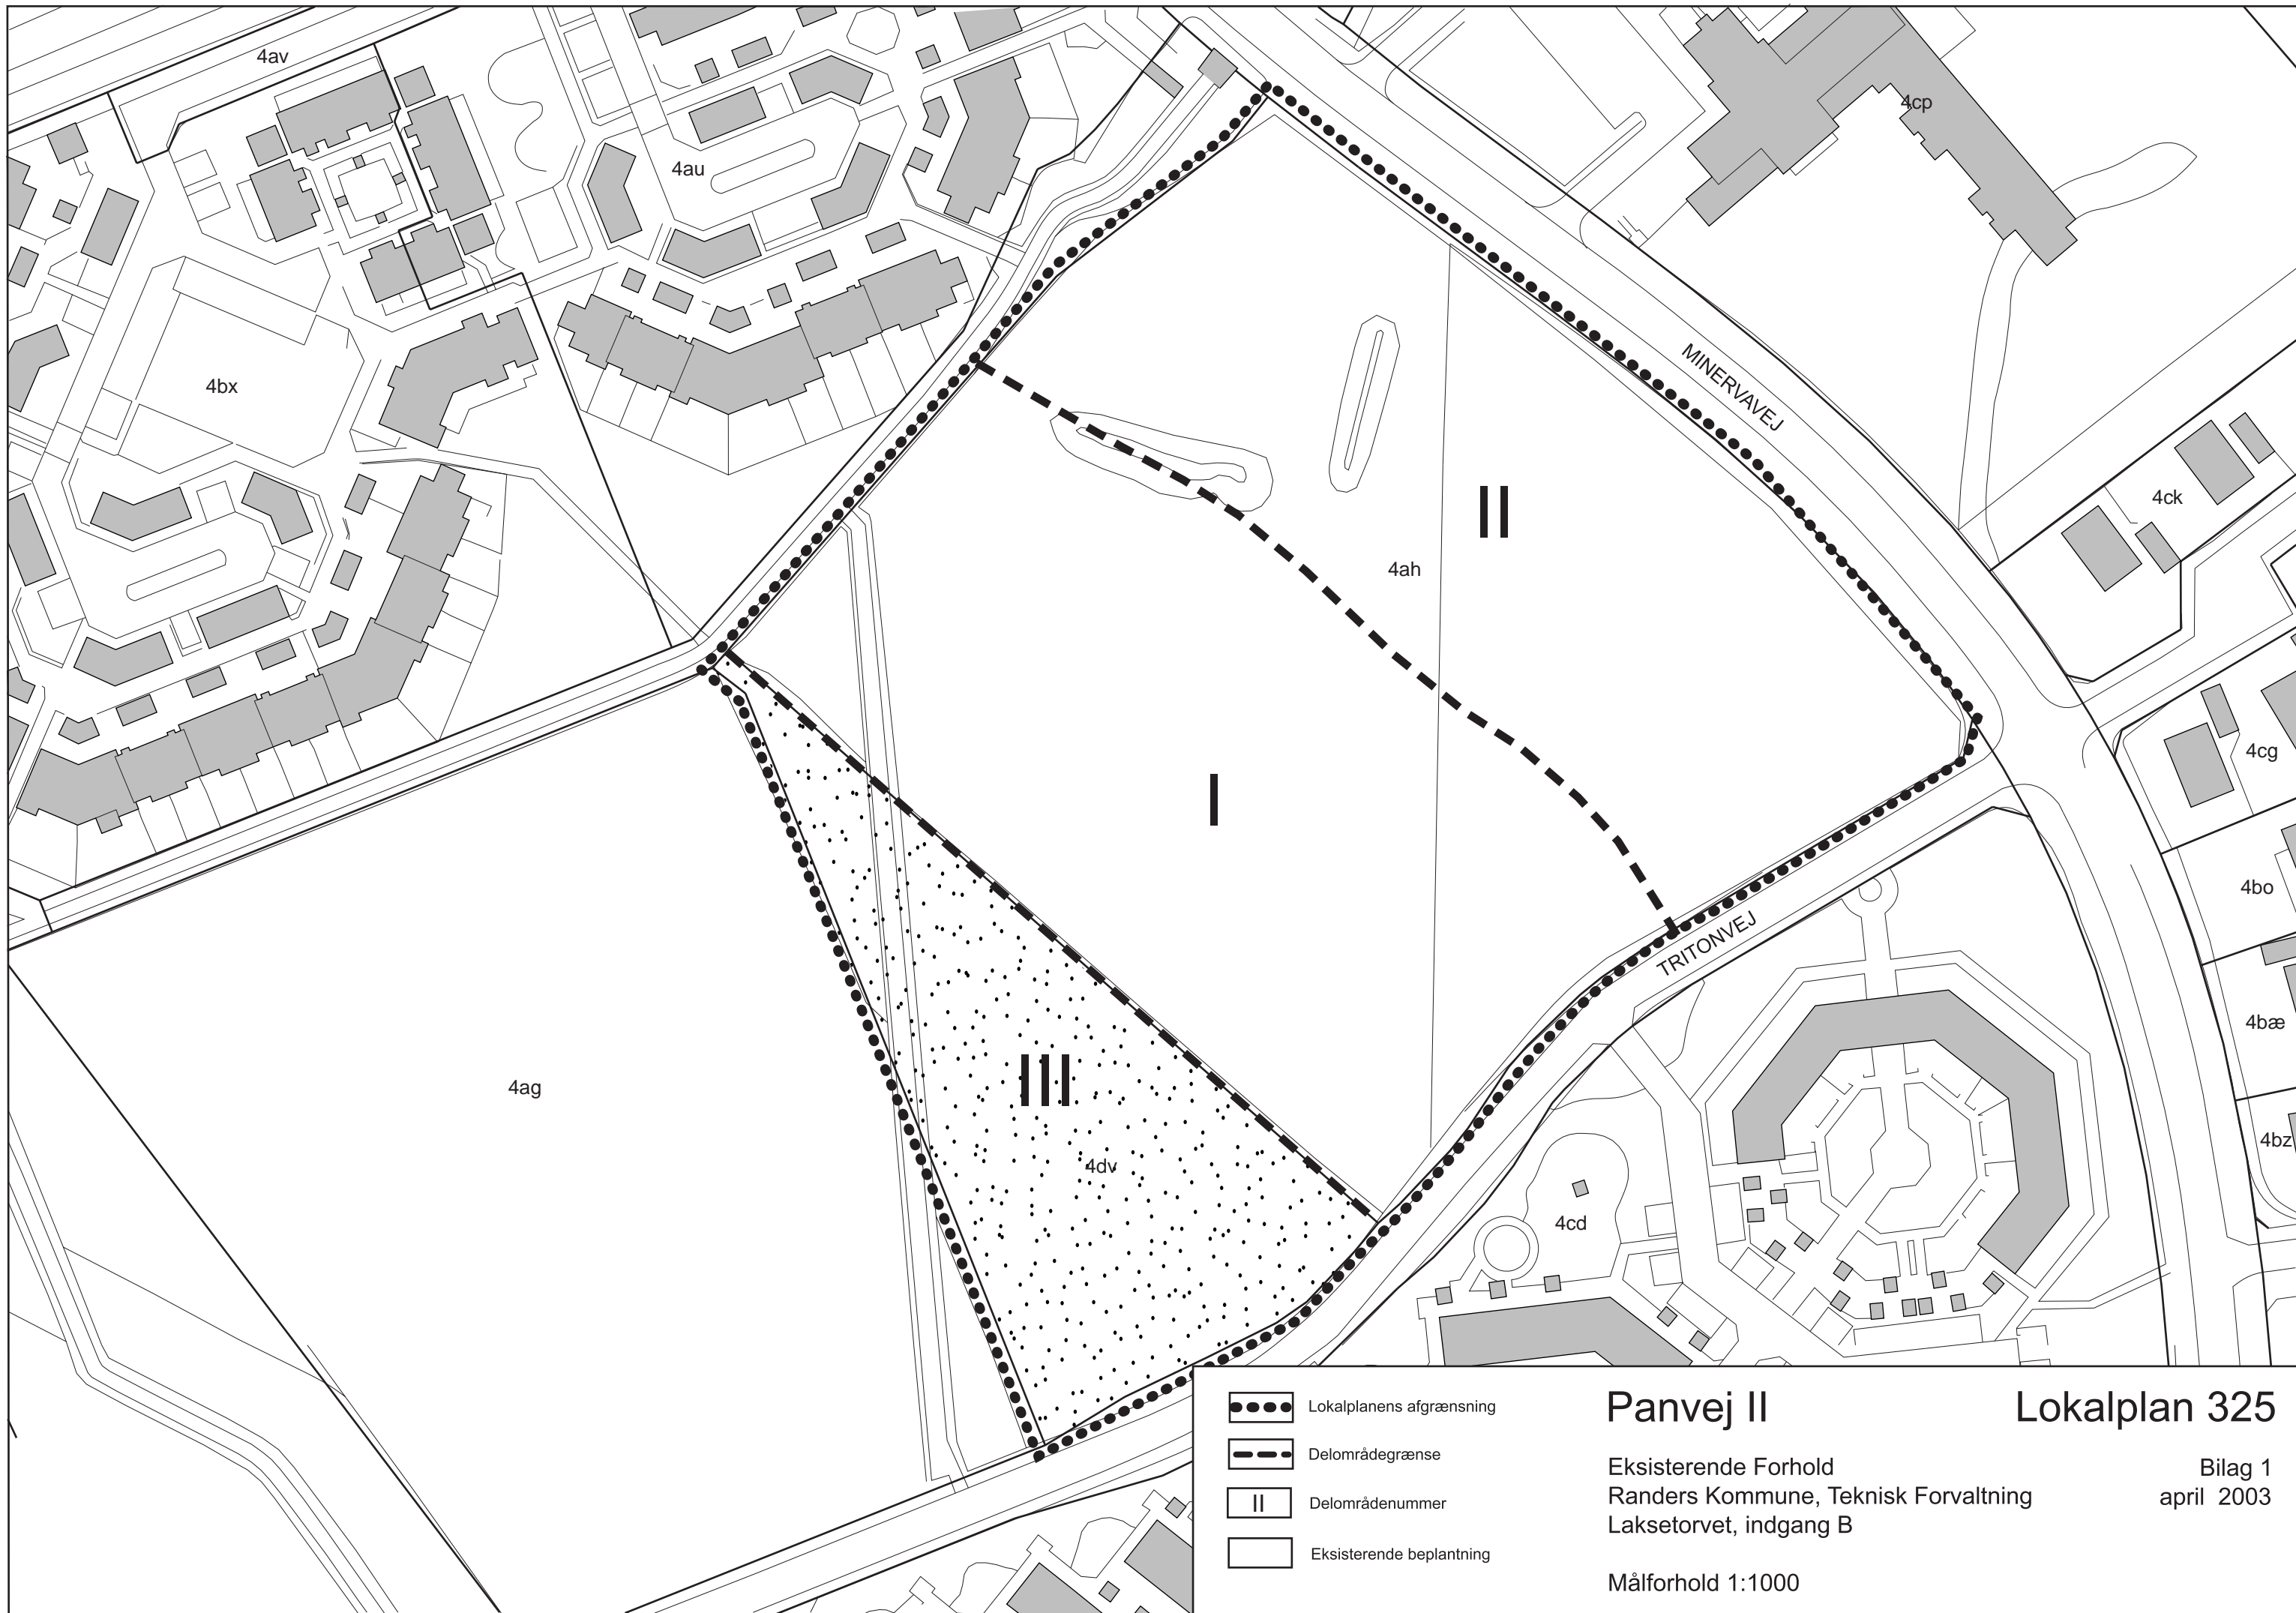 4av
4cp
4au
MINERVAVEJ
4bx
4ck
II
4ah
4cg
I
4bo
TRITONVEJ
4bæ
III
4ag
4bz
4dv
4cd
Lokalplanens afgrænsning
Delområdegrænse
II Delområdenummer
Eksisterende beplantning
Panvej II
Lokalplan 325
Eksisterende Forhold
Bilag 1
Randers Kommune, Teknisk Forvaltning
april 2003
Laksetorvet, indgang B
Målforhold 1:1000